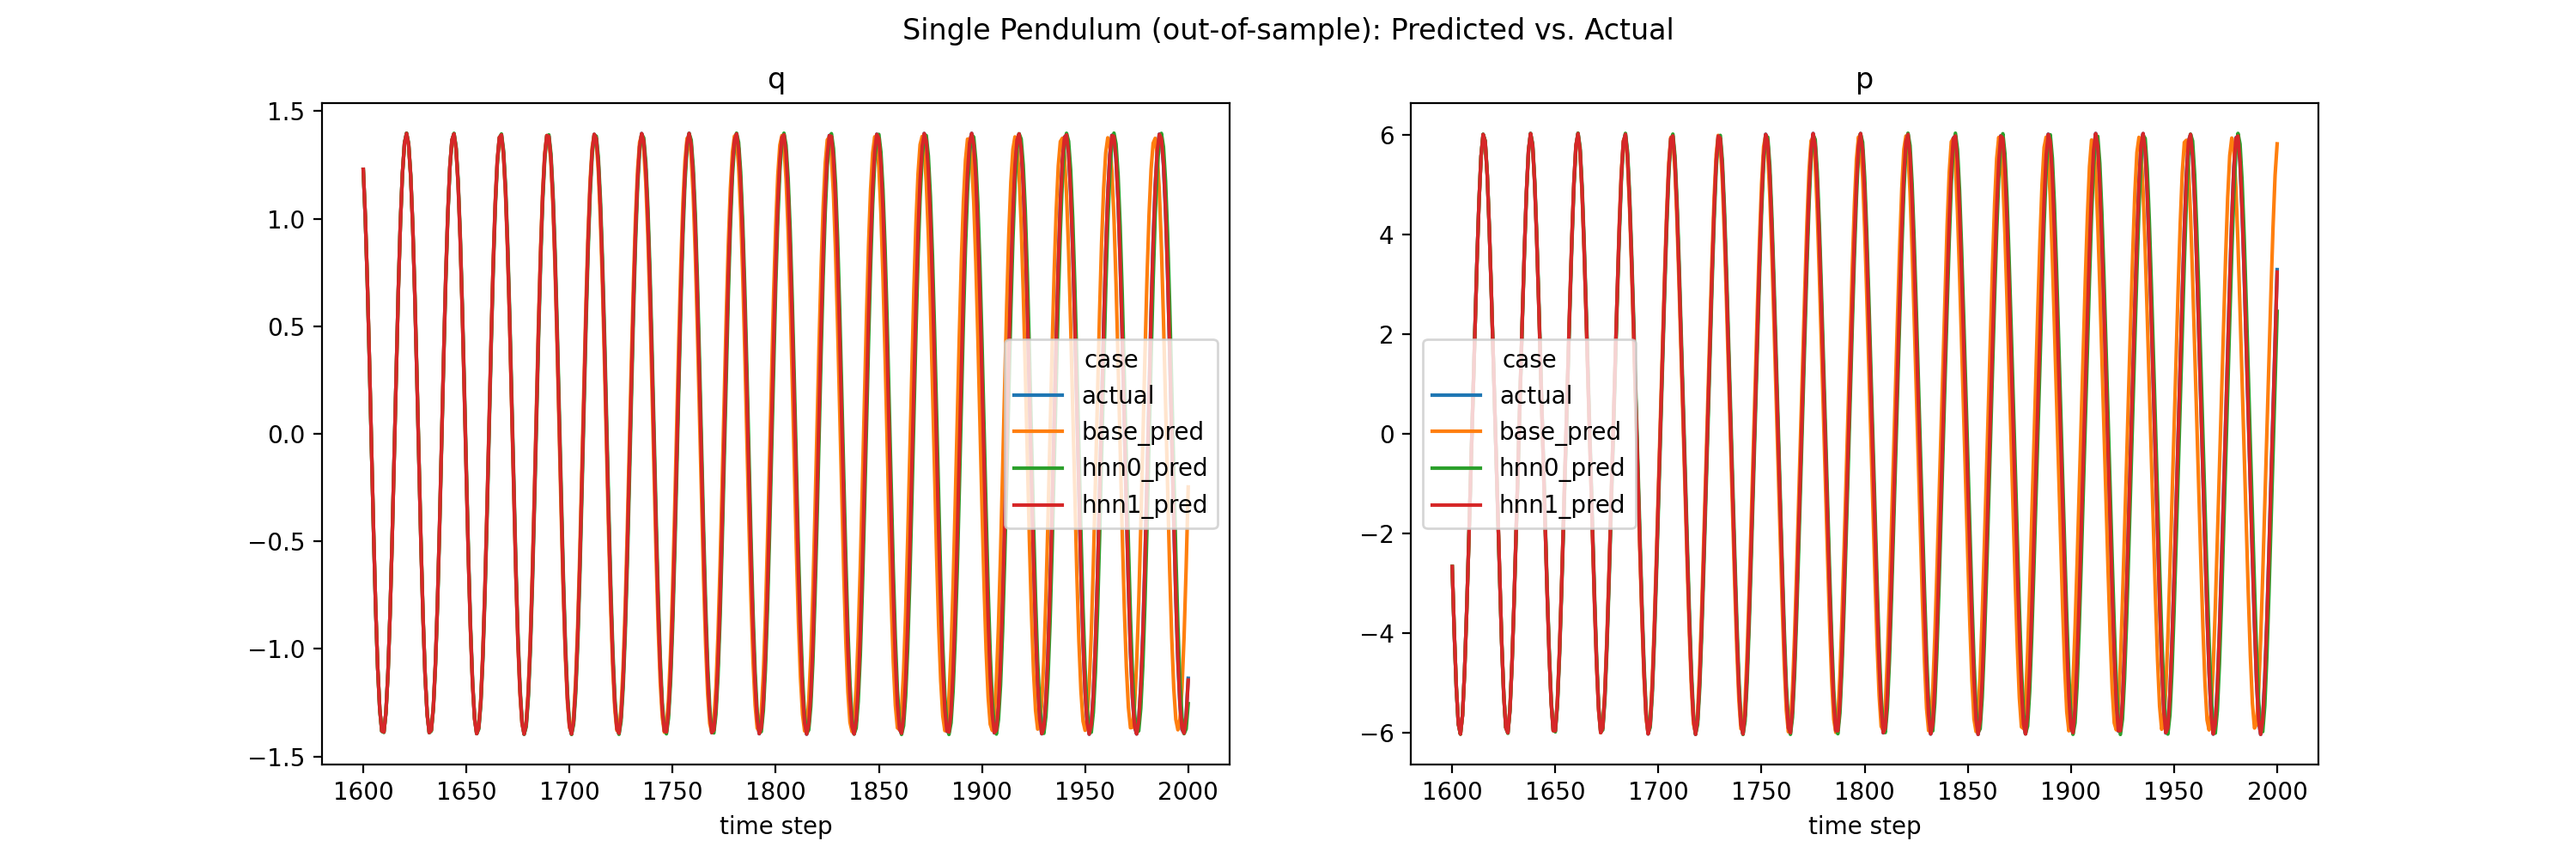 Single Pendulum (out-of-sample): Predicted vs. Actual
q
1.5
1.0
0.5
0.0
−0.5
−1.0
−1.5
case
actual
base_pred
hnn0_pred
hnn1_pred
1600 1650 1700 1750 1800 1850 1900 1950 2000
time step
p
6
4
2
0
−2
−4
−6
case
actual
base_pred
hnn0_pred
hnn1_pred
1600 1650 1700 1750 1800 1850 1900 1950 2000
time step